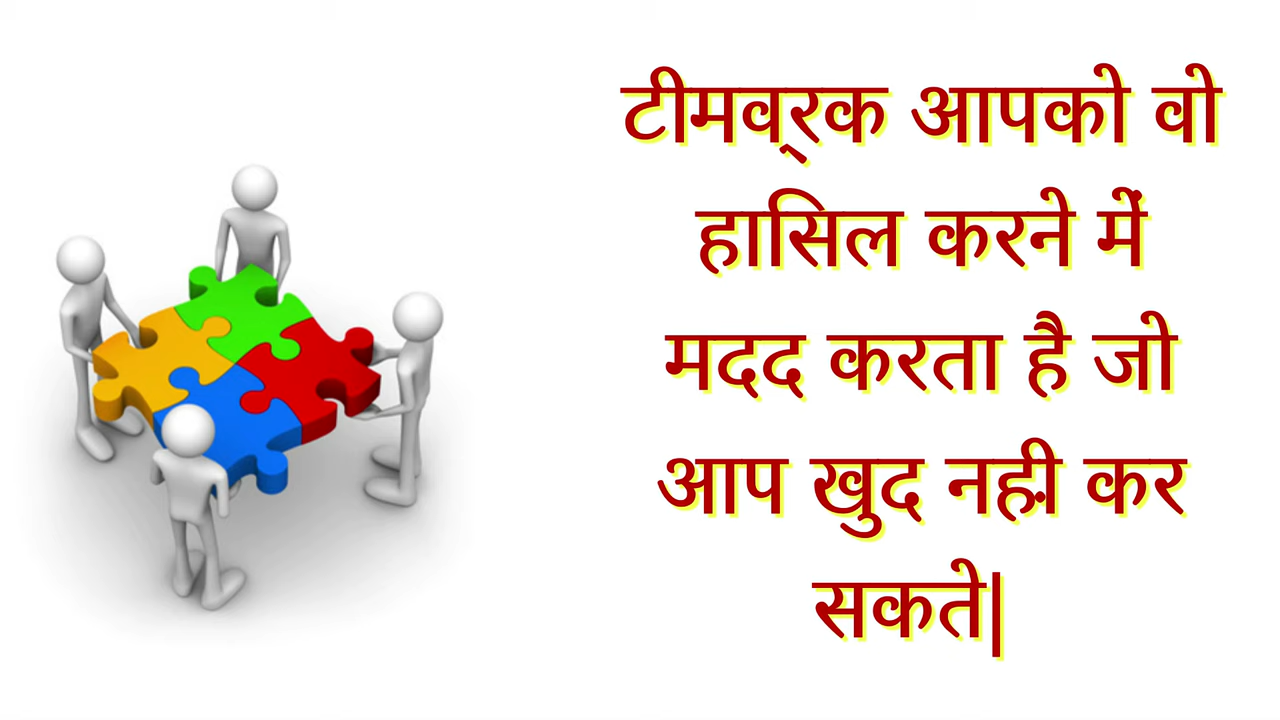 टीमव्रक आपको वो
हासिल करने में
मदद करता है जो
आप खुद नही कर
सकते|